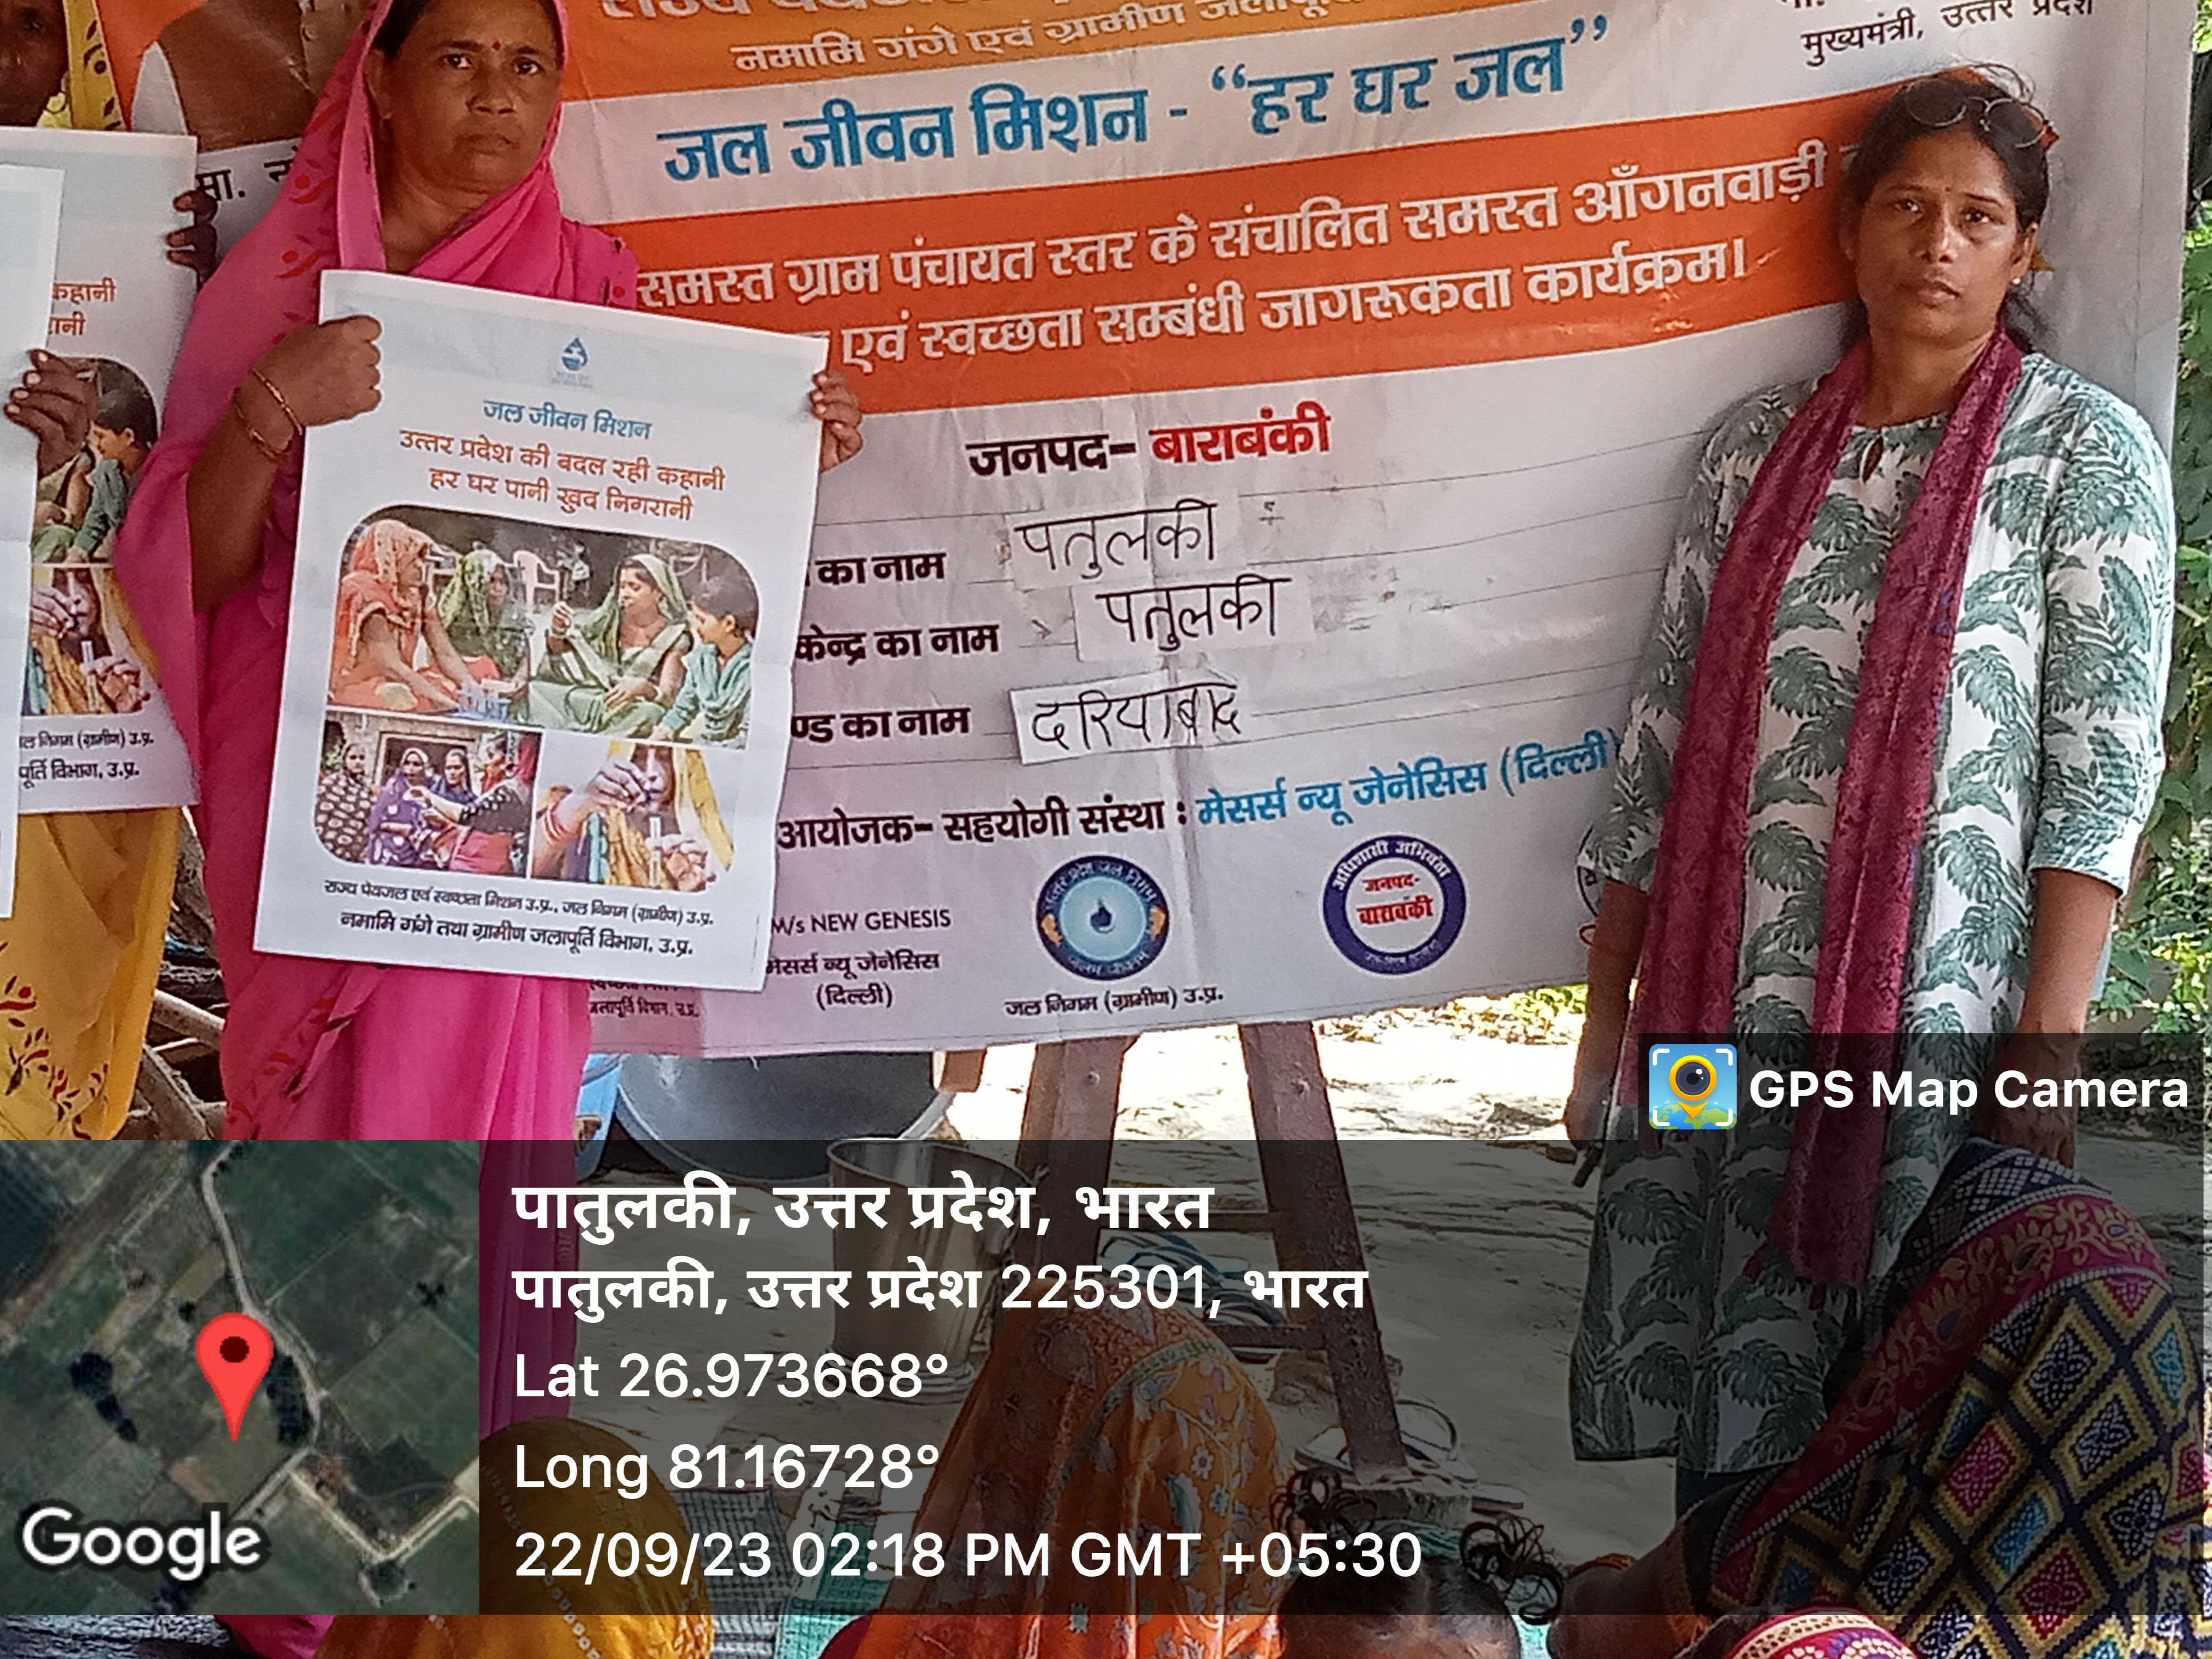 नमामि गंगे एवं ग्रामीण
मुख्यमंत्री, उत्तर प्रदेश
जल जीवन मिशन - “हर घर जल”
मा.
समस्त ग्राम पंचायत स्तर के संचालित समस्त आँगनवाड़ी
एवं स्वच्छता सम्बंधी जागरूकता कार्यक्रम।
जनपद- बाराबंकी
का नाम पतुलकी
केन्द्र का नाम पतुलकी
ण्ड का नाम दरियाबाद
आयोजक- सहयोगी संस्था : मेसर्स न्यू जेनेसिस (दिल्ली)
M/s NEW GENESIS
मेसर्स न्यू जेनेसिस
(दिल्ली)
जल निगम (ग्रामीण) उ.प्र.
अधिशासी अभियंता
जनपद-
बाराबंकी
जलापूर्ति विभाग, उ.प्र.
जल जीवन मिशन
उत्तर प्रदेश की बदल रही कहानी
हर घर पानी खुद निगरानी
राज्य पेयजल एवं स्वच्छता मिशन उ.प्र., जल निगम (ग्रामीण) उ.प्र.
नमामि गंगे तथा ग्रामीण जलापूर्ति विभाग, उ.प्र.
कहानी
ल निगम (ग्रामीण) उ.प्र.
पूर्ति विभाग, उ.प्र.
GPS Map Camera
पातुलकी, उत्तर प्रदेश, भारत
पातुलकी, उत्तर प्रदेश 225301, भारत
Lat 26.973668°
Long 81.16728°
22/09/23 02:18 PM GMT +05:30
Google